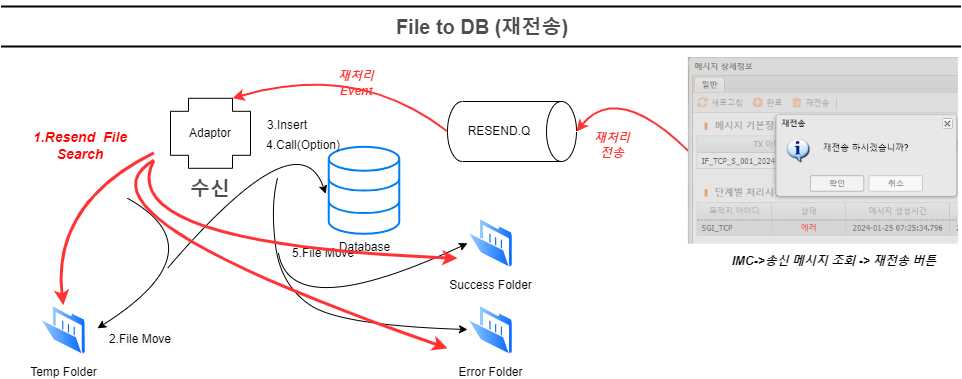 File to DB (재전송)
메시지 상세정보
일반
새로고침
완료
재전송
재처리
Event
3.Insert
4.Call(Option)
Adaptor
RESEND.Q
1.Resend File
Search
재처리
전송
메시지 기본정
재전송
재전송 하시겠습니까?
확인
취소
TX 아이
IF_TCP_S_001_2024
수신
단계별 처리시
목적지 아이디
상태
메시지 생성시간
SGI_TCP
에러
2024-01-25 07:25:34.796
Database
5.File Move
IMC->송신 메시지 조회 -> 재전송 버튼
Success Folder
2.File Move
Temp Folder
Error Folder